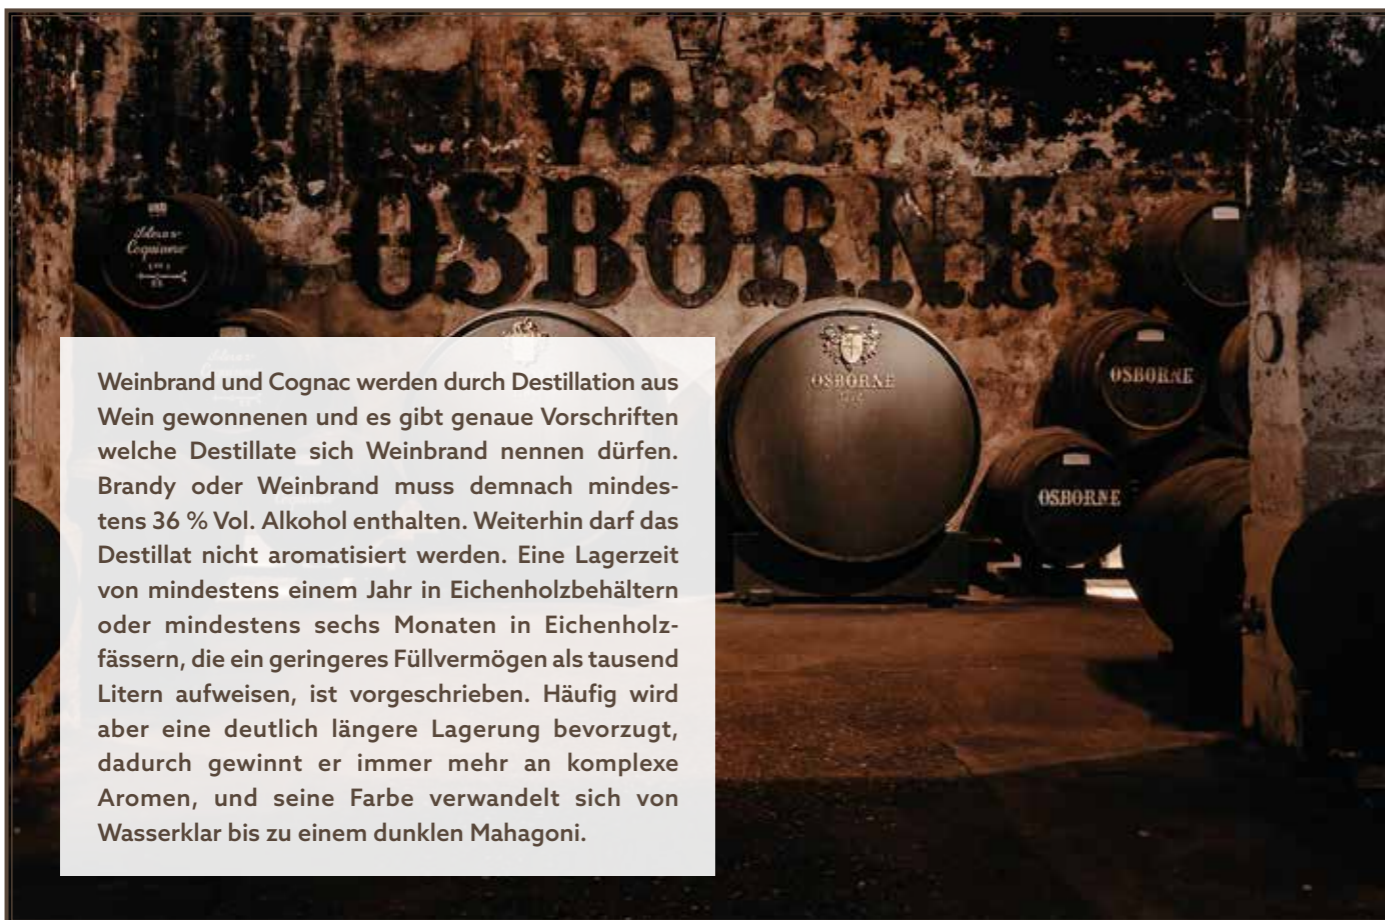 VORS
OSBORNE
OSBORNE
OSBORNE
OSBORNE
Weinbrand und Cognac werden durch Destillation aus
Wein gewonnenen und es gibt genaue Vorschriften
welche Destillate sich Weinbrand nennen dürfen.
Brandy oder Weinbrand muss demnach mindes-
tens 36 % Vol. Alkohol enthalten. Weiterhin darf das
Destillat nicht aromatisiert werden. Eine Lagerzeit
von mindestens einem Jahr in Eichenholzbehältern
oder mindestens sechs Monaten in Eichenholz-
fässern, die ein geringeres Füllvermögen als tausend
Litern aufweisen, ist vorgeschrieben. Häufig wird
aber eine deutlich längere Lagerung bevorzugt,
dadurch gewinnt er immer mehr an komplexe
Aromen, und seine Farbe verwandelt sich von
Wasserklar bis zu einem dunklen Mahagoni.